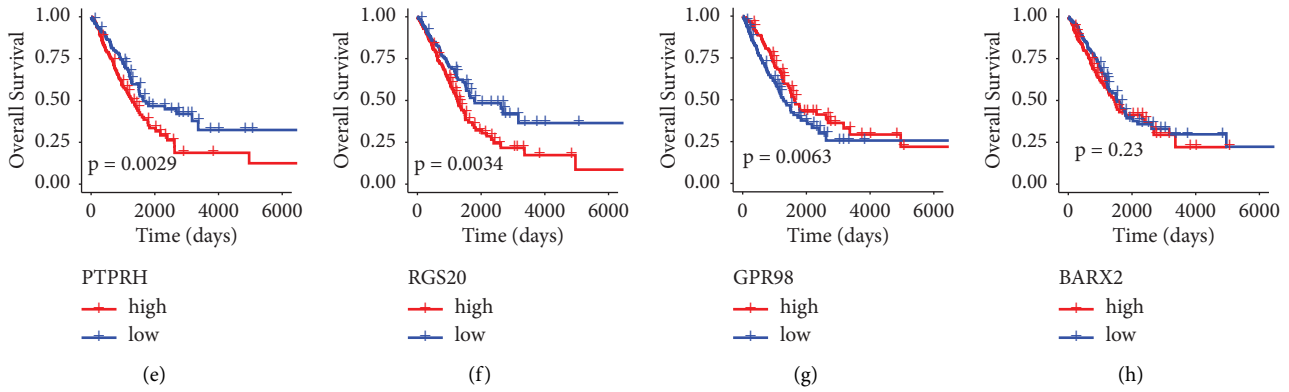 Overall Survival
1.00
0.75
0.50
0.25
0.00
p = 0.0029
0 2000 4000 6000
Time (days)
PTPRH
high
low
(e)
Overall Survival
1.00
0.75
0.50
0.25
0.00
p = 0.0034
0 2000 4000 6000
Time (days)
RGS20
high
low
(f)
Overall Survival
1.00
0.75
0.50
0.25
0.00
p = 0.0063
0 2000 4000 6000
Time (days)
GPR98
high
low
(g)
Overall Survival
1.00
0.75
0.50
0.25
0.00
p = 0.23
0 2000 4000 6000
Time (days)
BARX2
high
low
(h)